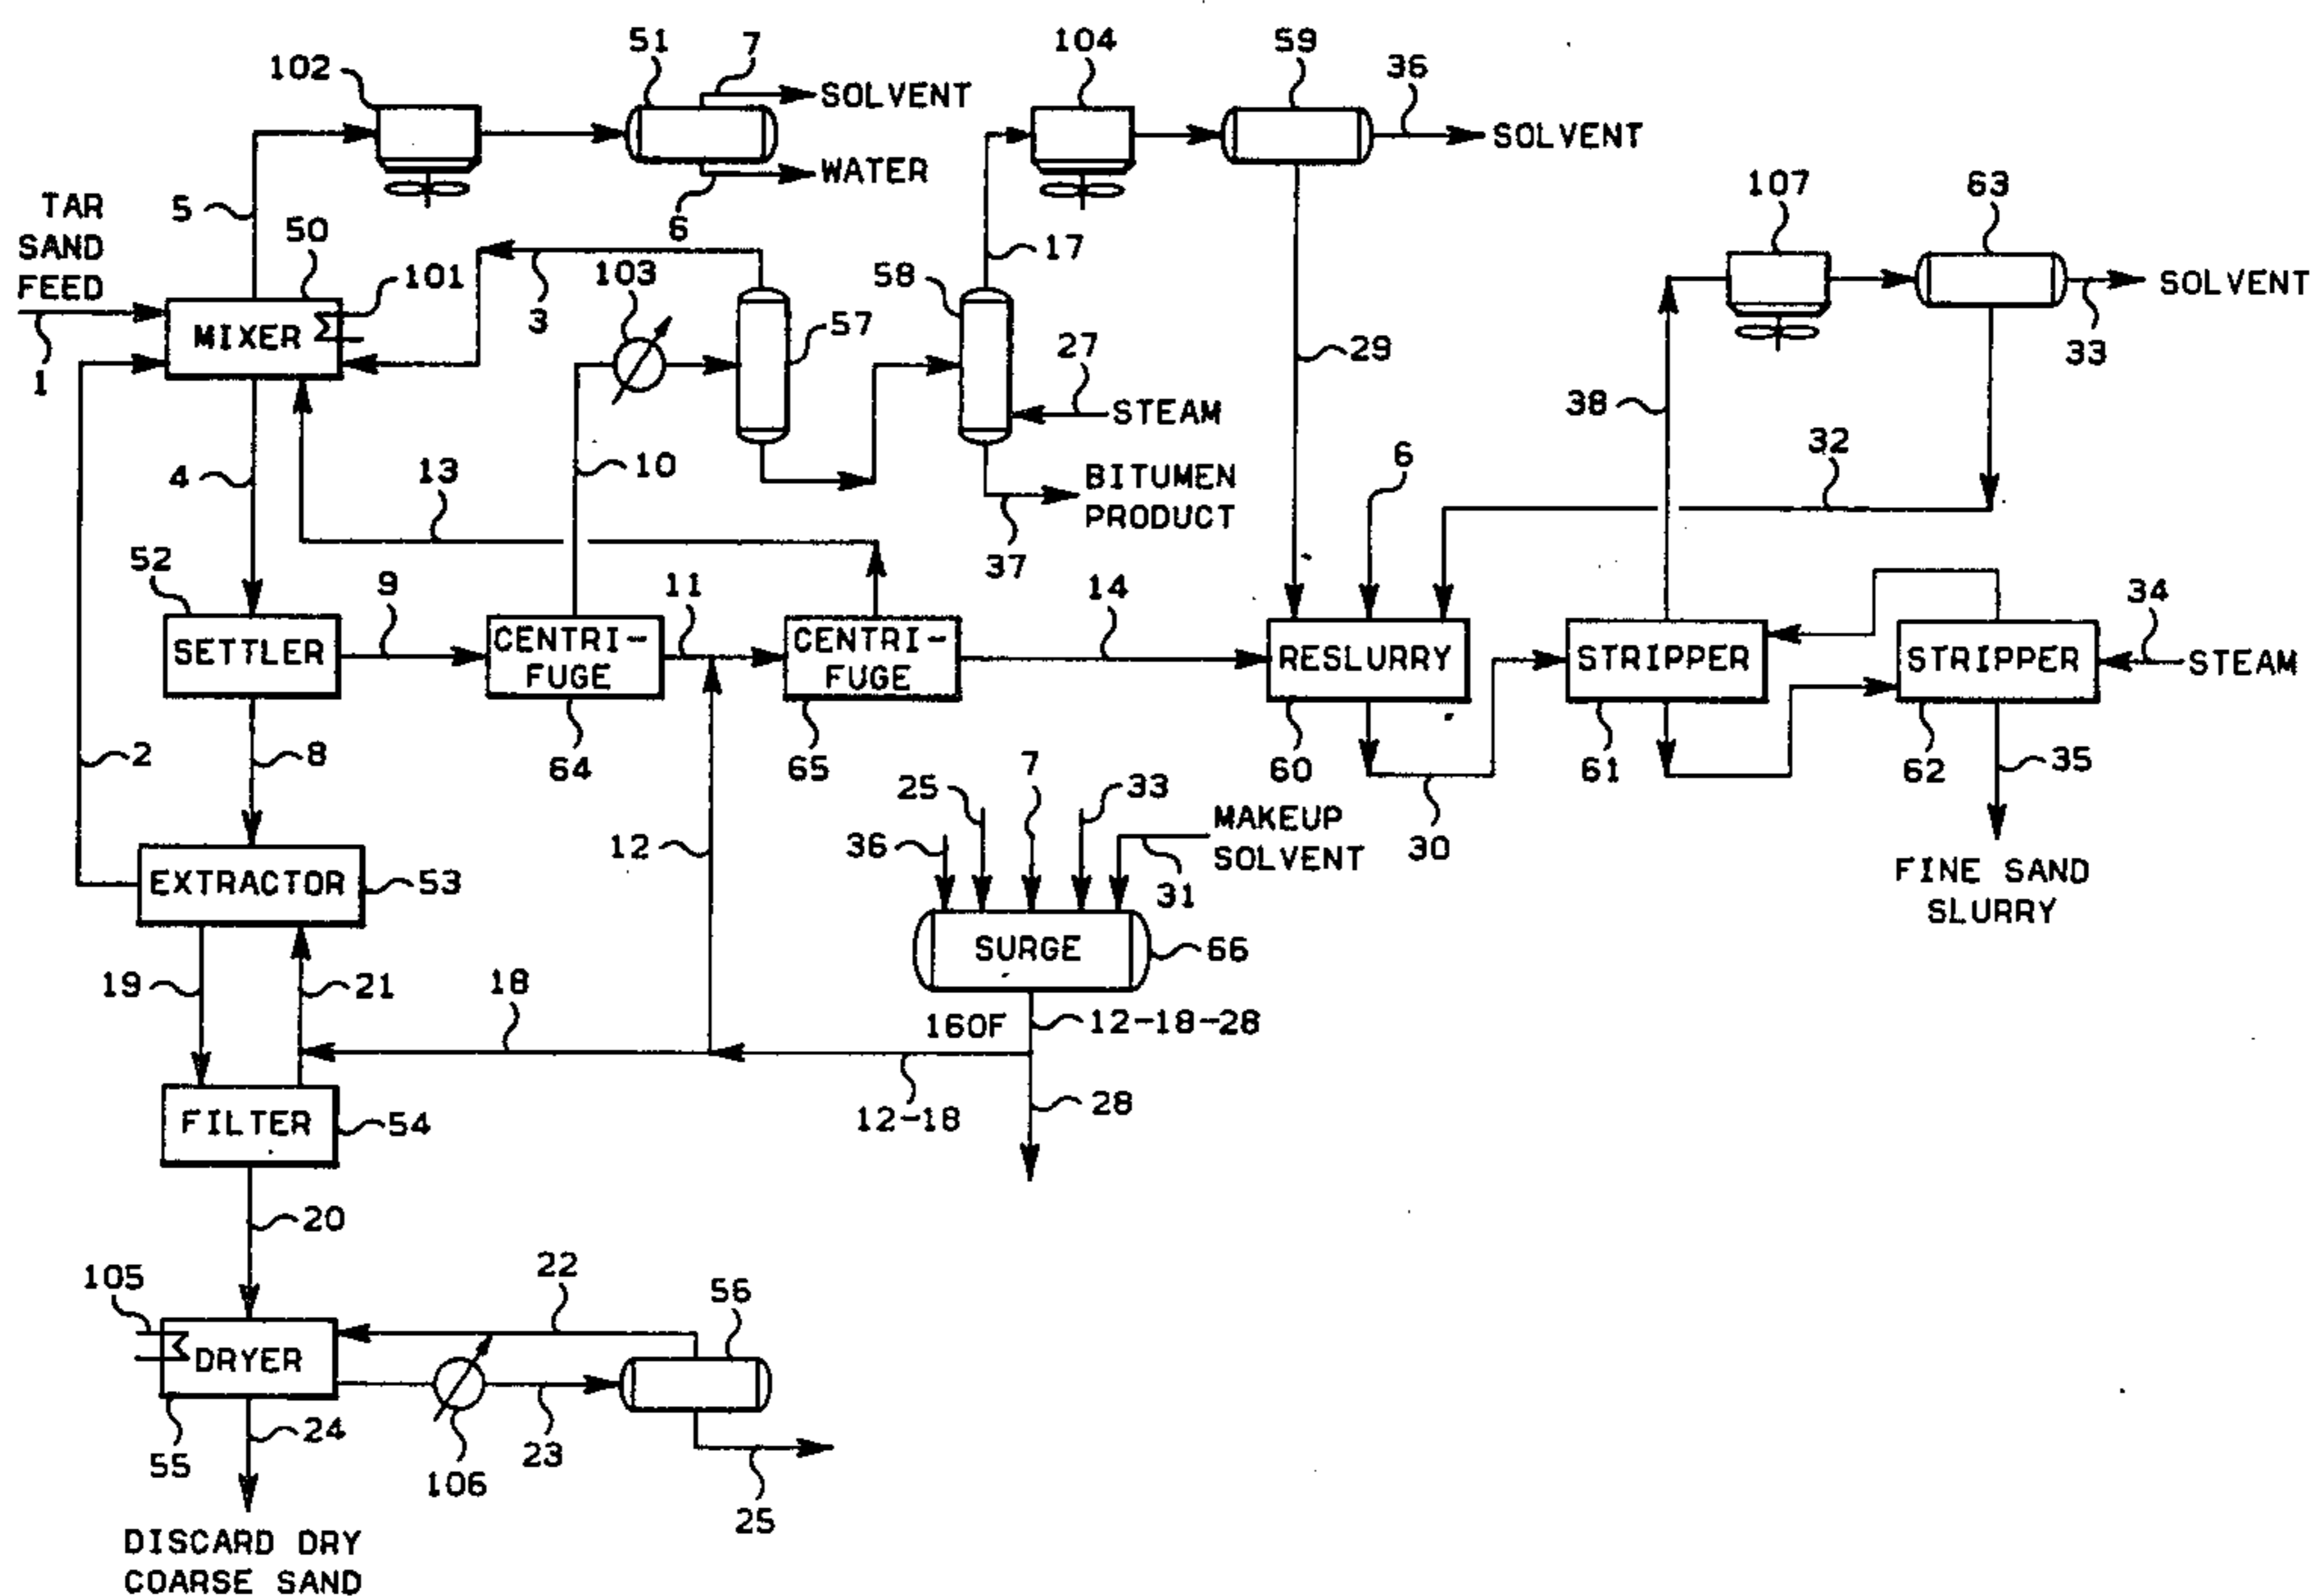 51
7
102
SOLVENT
104
59
36
SOLVENT
WATER
6
TAR
SAND
FEED
5
50
101
1
MIXER
3
103
57
58
17
27
STEAM
29
107
63
SOLVENT
33
38
32
6
4
13
10
BITUMEN
PRODUCT
37
52
9
11
14
34
SETTLER
CENTRI-
FUGE
CENTRI-
FUGE
RESLURRY
STRIPPER
STRIPPER
STEAM
2
8
64
65
60
61
62
35
30
7
25
33
36
MAKEUP
SOLVENT
31
12
EXTRACTOR
53
FINE SAND
SLURRY
SURGE
66
19
21
18
160F
12-18-28
12-18
28
FILTER
54
20
105
22
56
DRYER
55
24
106
23
25
DISCARD DRY
COARSE SAND